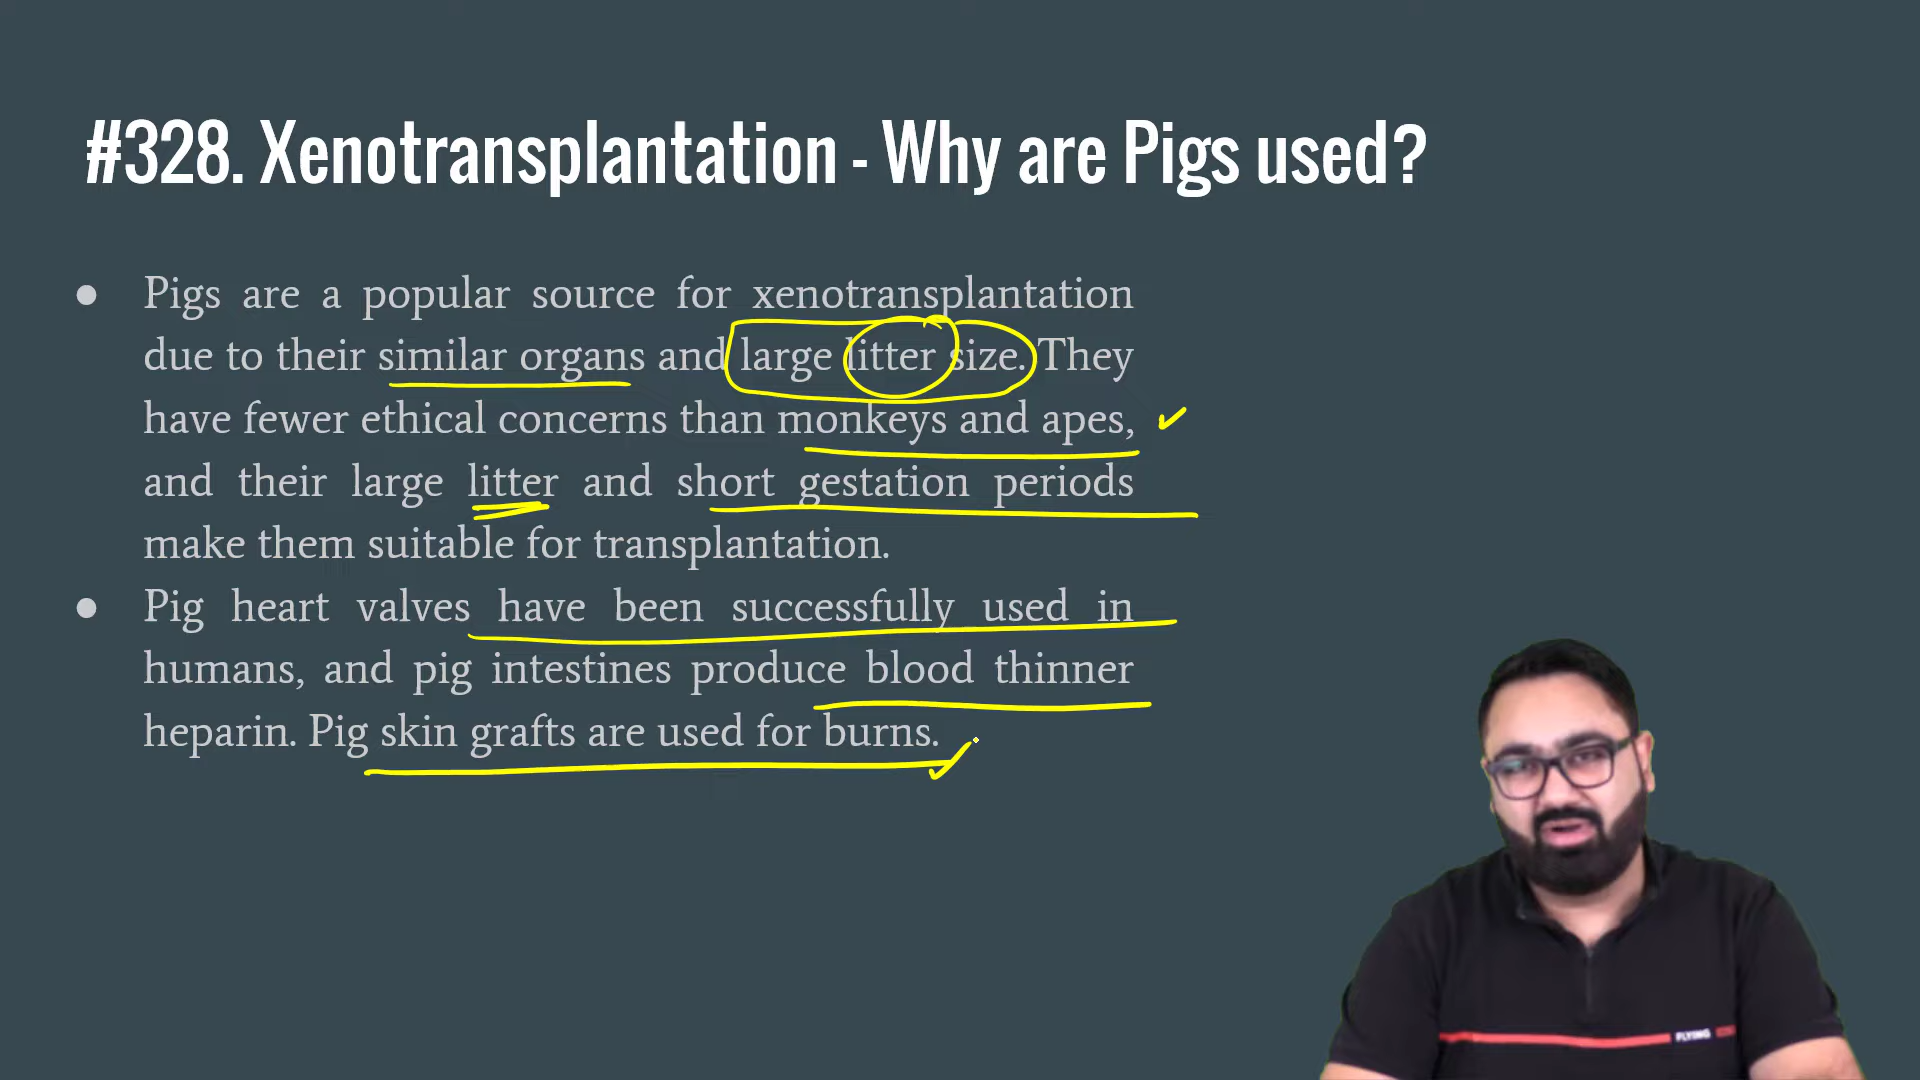 #328. Xenotransplantation - Why are Pigs used?
● Pigs are a popular source for xenotransplantation
due to their similar organs and large litter size. They
have fewer ethical concerns than monkeys and apes,
and their large litter and short gestation periods
make them suitable for transplantation.
● Pig heart valves have been successfully used in
humans, and pig intestines produce blood thinner
heparin. Pig skin grafts are used for burns.
FLYING